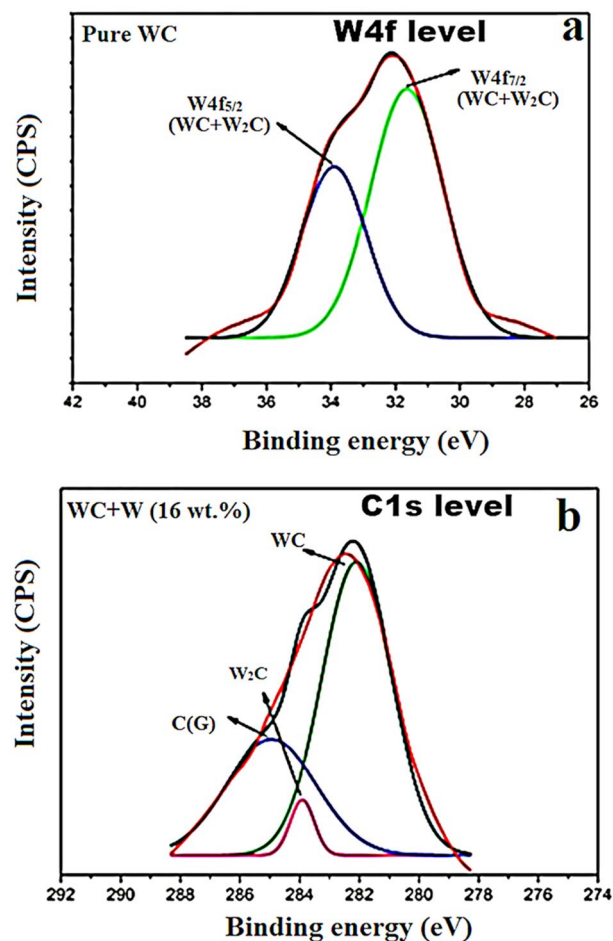 Pure WC
W4f level
a
W4f5/2
(WC+W2C)
W4f7/2
(WC+W2C)
Intensity (CPS)
42 40 38 36 34 32 30 28 26
Binding energy (eV)
WC+W (16 wt.%)
C1s level
b
WC
W2C
C(G)
Intensity (CPS)
292 290 288 286 284 282 280 278 276 274
Binding energy (eV)